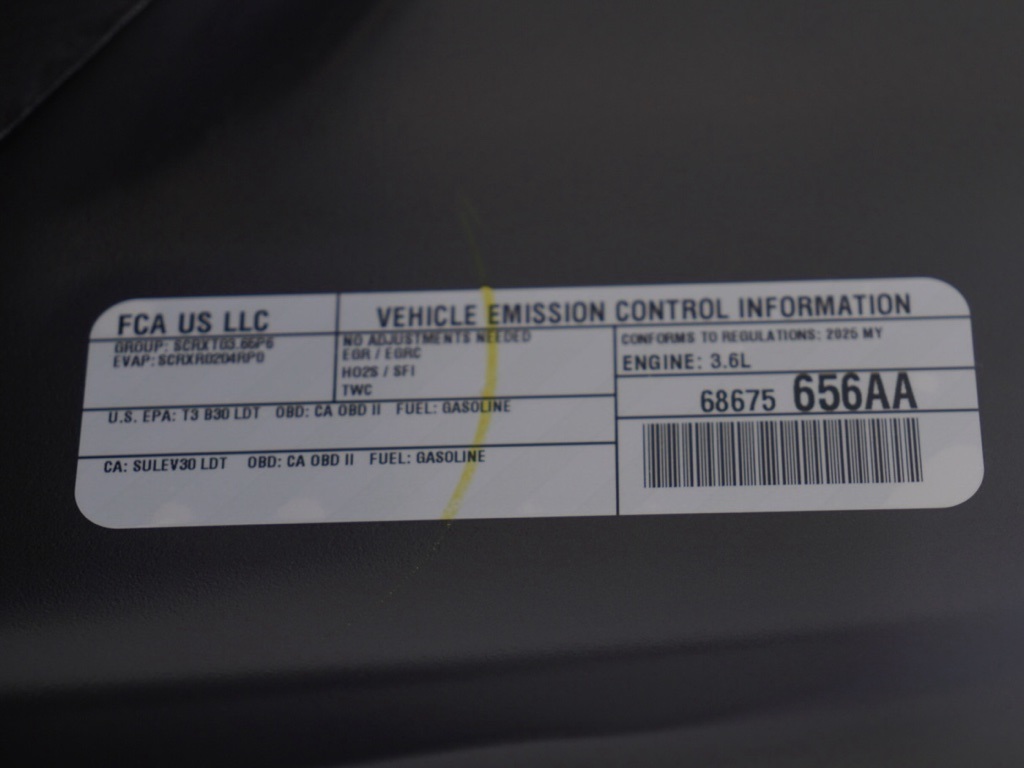 FCA US LLC
VEHICLE EMISSION CONTROL INFORMATION
GROUP: SCRXT03.66P6
EVAP: SCRXR0204RP0
NO ADJUSTMENTS NEEDED
EGR / EGRC
HO2S / SFI
TWC
CONFORMS TO REGULATIONS: 2025 MY
ENGINE: 3.6L
68675 656AA
U.S. EPA: T3 B30 LDT OBD: CA OBD II FUEL: GASOLINE
CA: SULEV30 LDT OBD: CA OBD II FUEL: GASOLINE